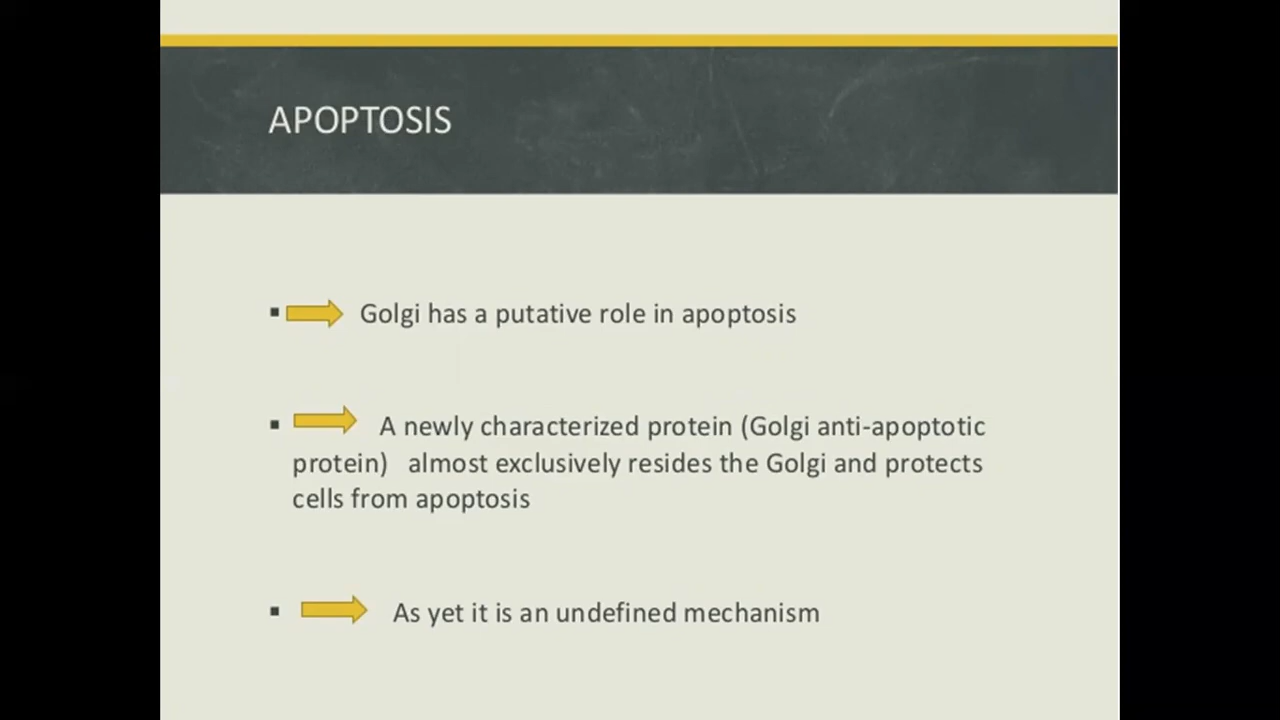 APOPTOSIS
Golgi has a putative role in apoptosis
A newly characterized protein (Golgi anti-apoptotic
protein) almost exclusively resides the Golgi and protects
cells from apoptosis
As yet it is an undefined mechanism